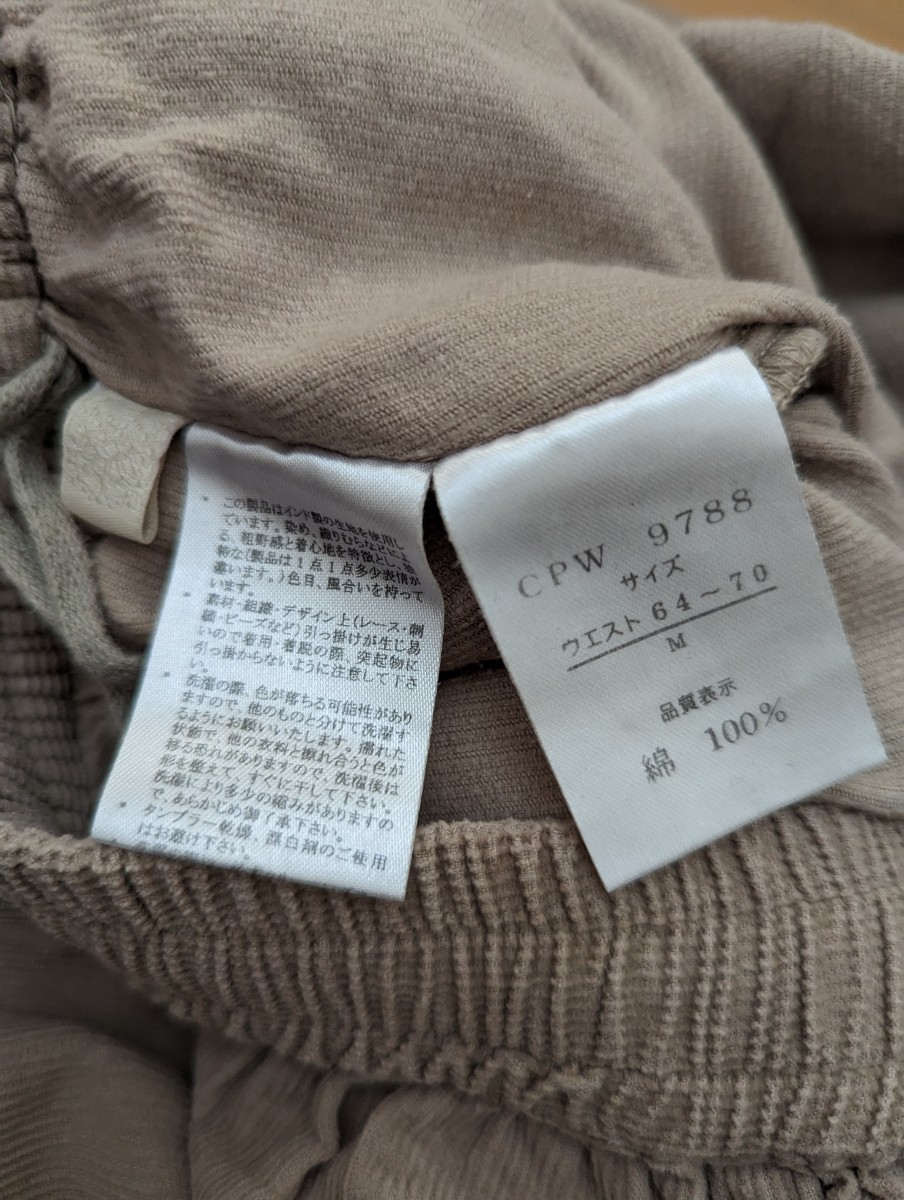 ・この製品はインド製の生地を使用し
ています。染め、織りむらなどによ
る、粗野感と着心地を特徴とし、独
特な(製品は1点1点多少表情が
違います。)色目、風合いを持って
います。
・素材・組織・デザイン上(レース・刺
繍・ビーズなど)引っ掛けが生じ易
いので着用・着脱の際、突起物に
引っ掛からないように注意して下さ
い。
・洗濯の際、色が落ちる可能性があり
ますので、他のものと分けて洗濯す
るようにお願いいたします。濡れた
状態で、他の衣料と擦れ合うと色が
移る恐れがありますので、洗濯後は
形を整えて、すぐに干して下さい。
・洗濯により多少の縮みがありますの
で、あらかじめ御了承下さい。
・タンブラー乾燥、漂白剤のご使用
はお避け下さい。
CPW 9788
サイズ
ウエスト 64~70
M
品質表示
綿 100%